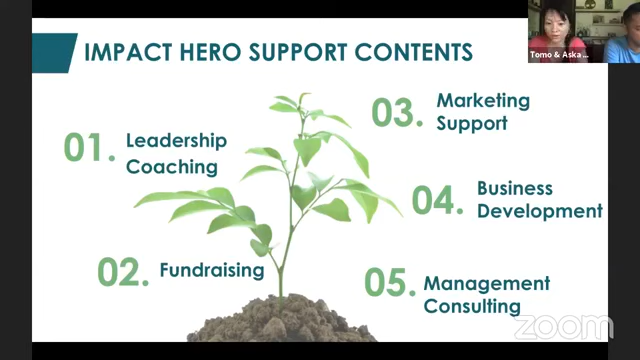 IMPACT HERO SUPPORT CONTENTS
01. Leadership
Coaching
02. Fundraising
03. Marketing
Support
04. Business
Development
05. Management
Consulting
Tomo & Aska ...
zoom